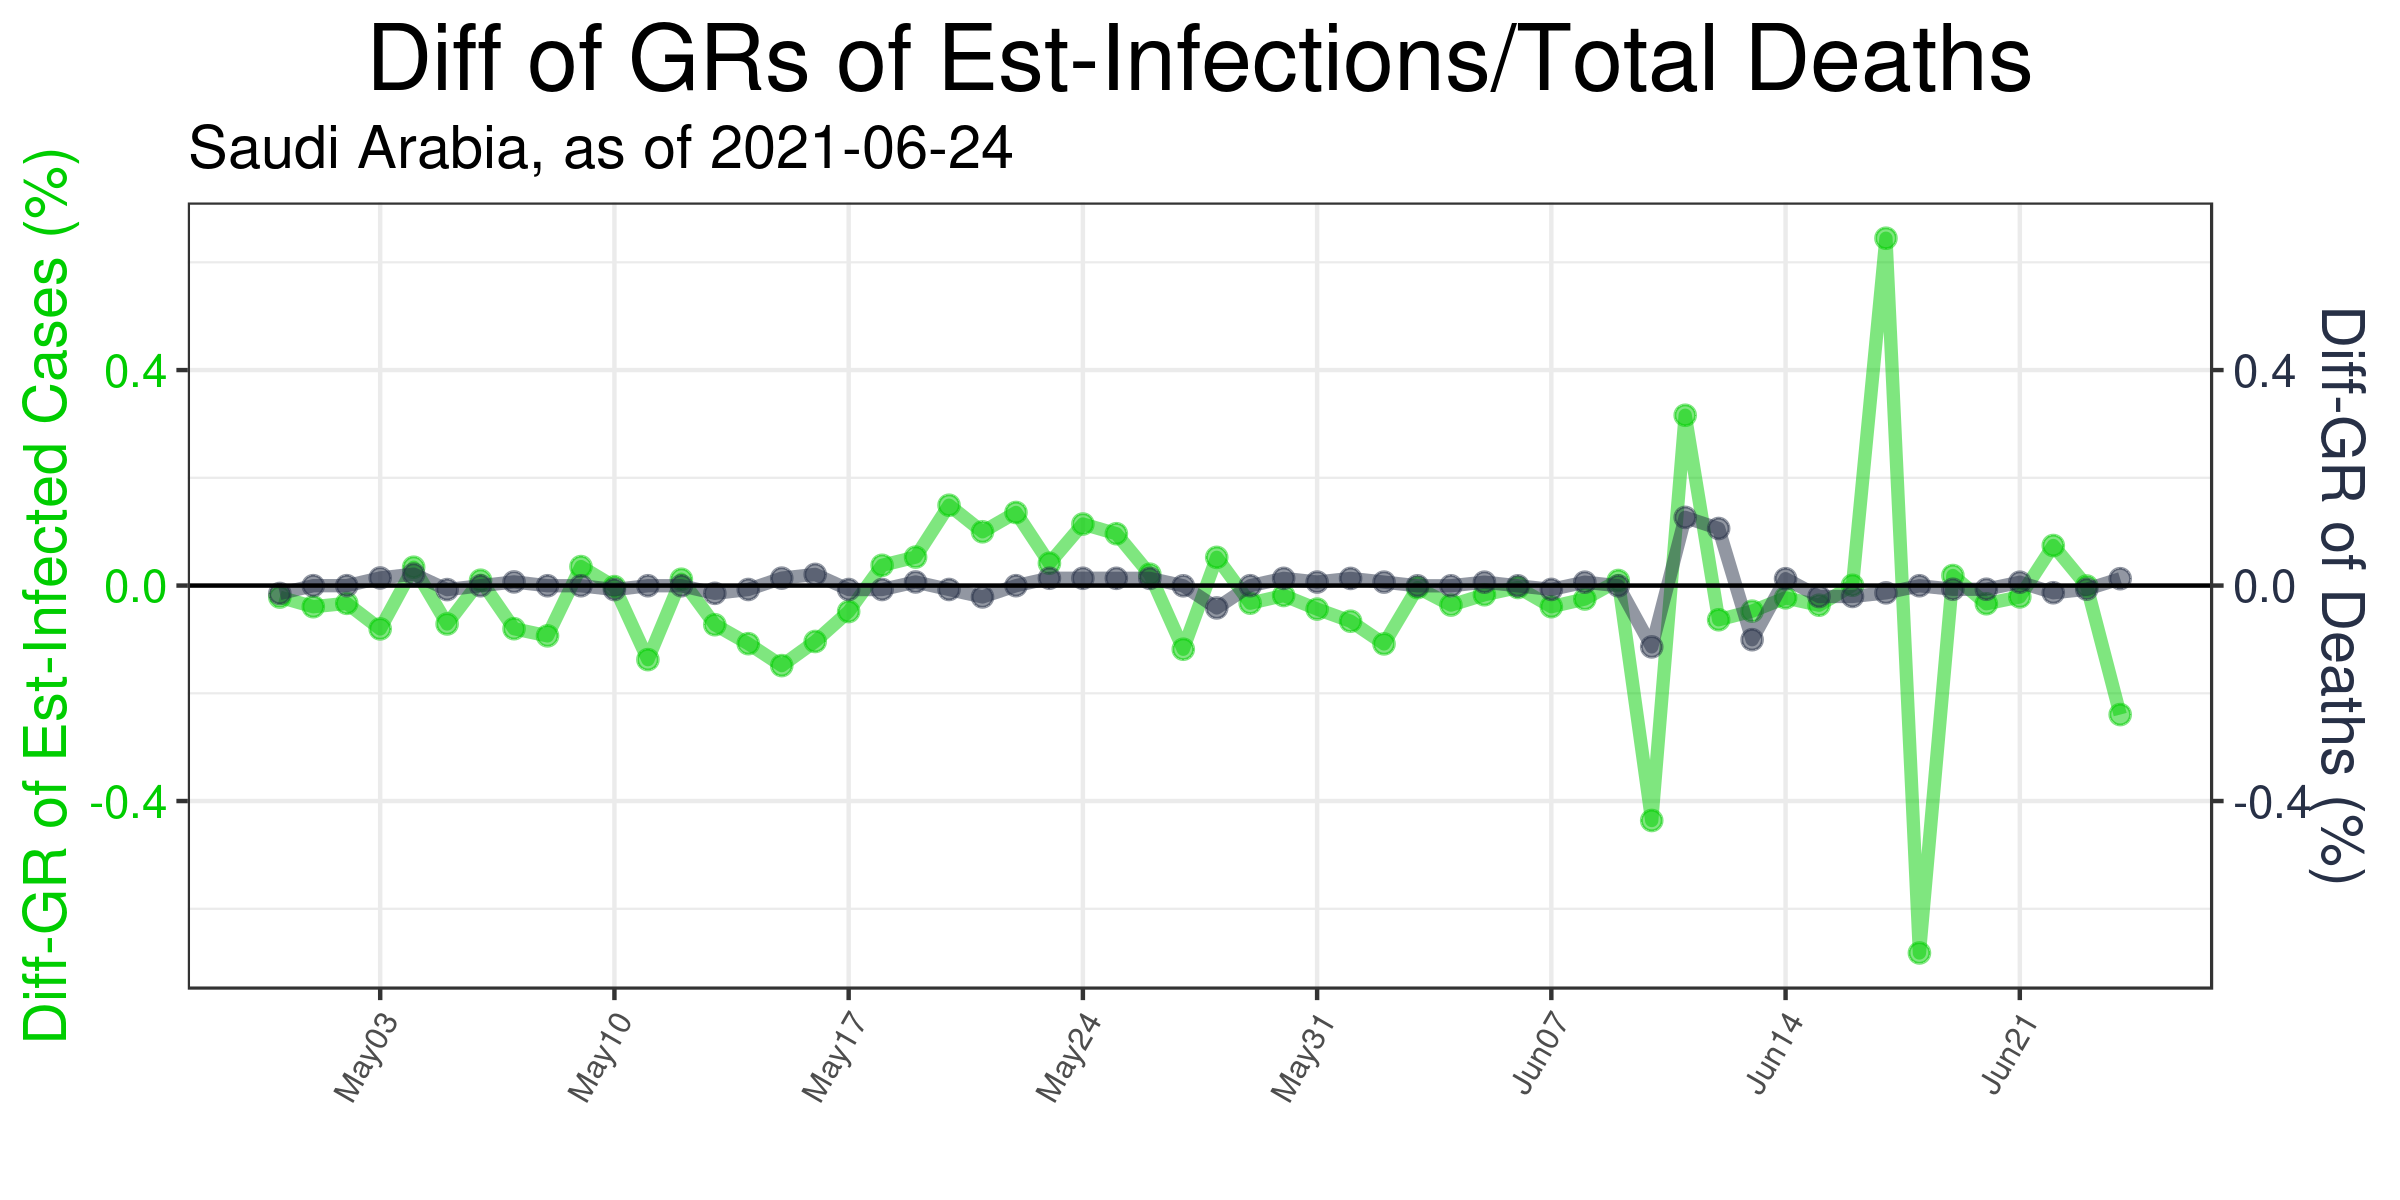 Diff of GRs of Est-Infections/Total Deaths
Saudi Arabia, as of 2021-06-24
Diff-GR of Est-Infected Cases (%)
0.4
0.0
-0.4
0.4
0.0
-0.4
Diff-GR of Deaths (%)
May03
May10
May17
May24
May31
Jun07
Jun14
Jun21